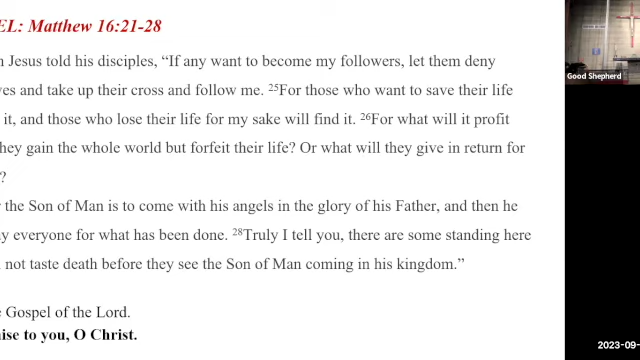 EL: Matthew 16:21-28
n Jesus told his disciples, “If any want to become my followers, let them deny
ves and take up their cross and follow me. ²⁵For those who want to save their life
it, and those who lose their life for my sake will find it. ²⁶For what will it profit
they gain the whole world but forfeit their life? Or what will they give in return for
?
the Son of Man is to come with his angels in the glory of his Father, and then he
y everyone for what has been done. ²⁸Truly I tell you, there are some standing here
not taste death before they see the Son of Man coming in his kingdom.”
Gospel of the Lord.
ise to you, O Christ.
Good Shepherd
2023-09-